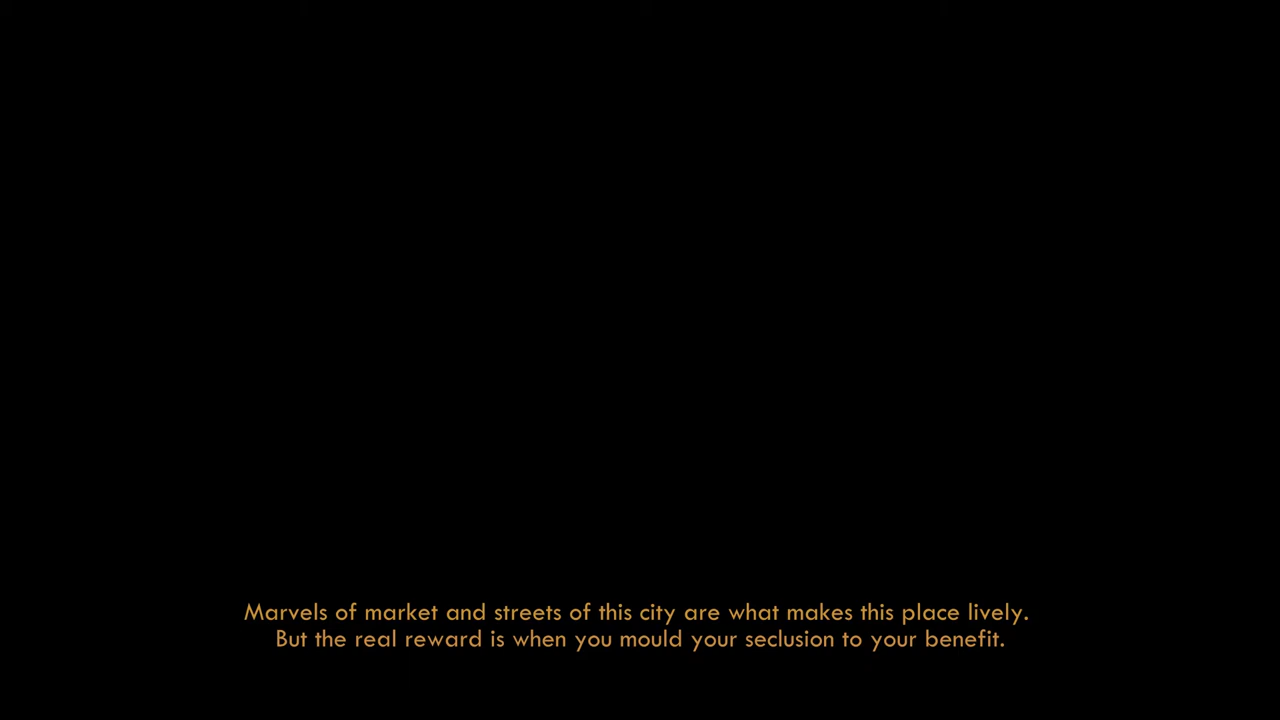 Marvels of market and streets of this city are what makes this place lively.
But the real reward is when you mould your seclusion to your benefit.